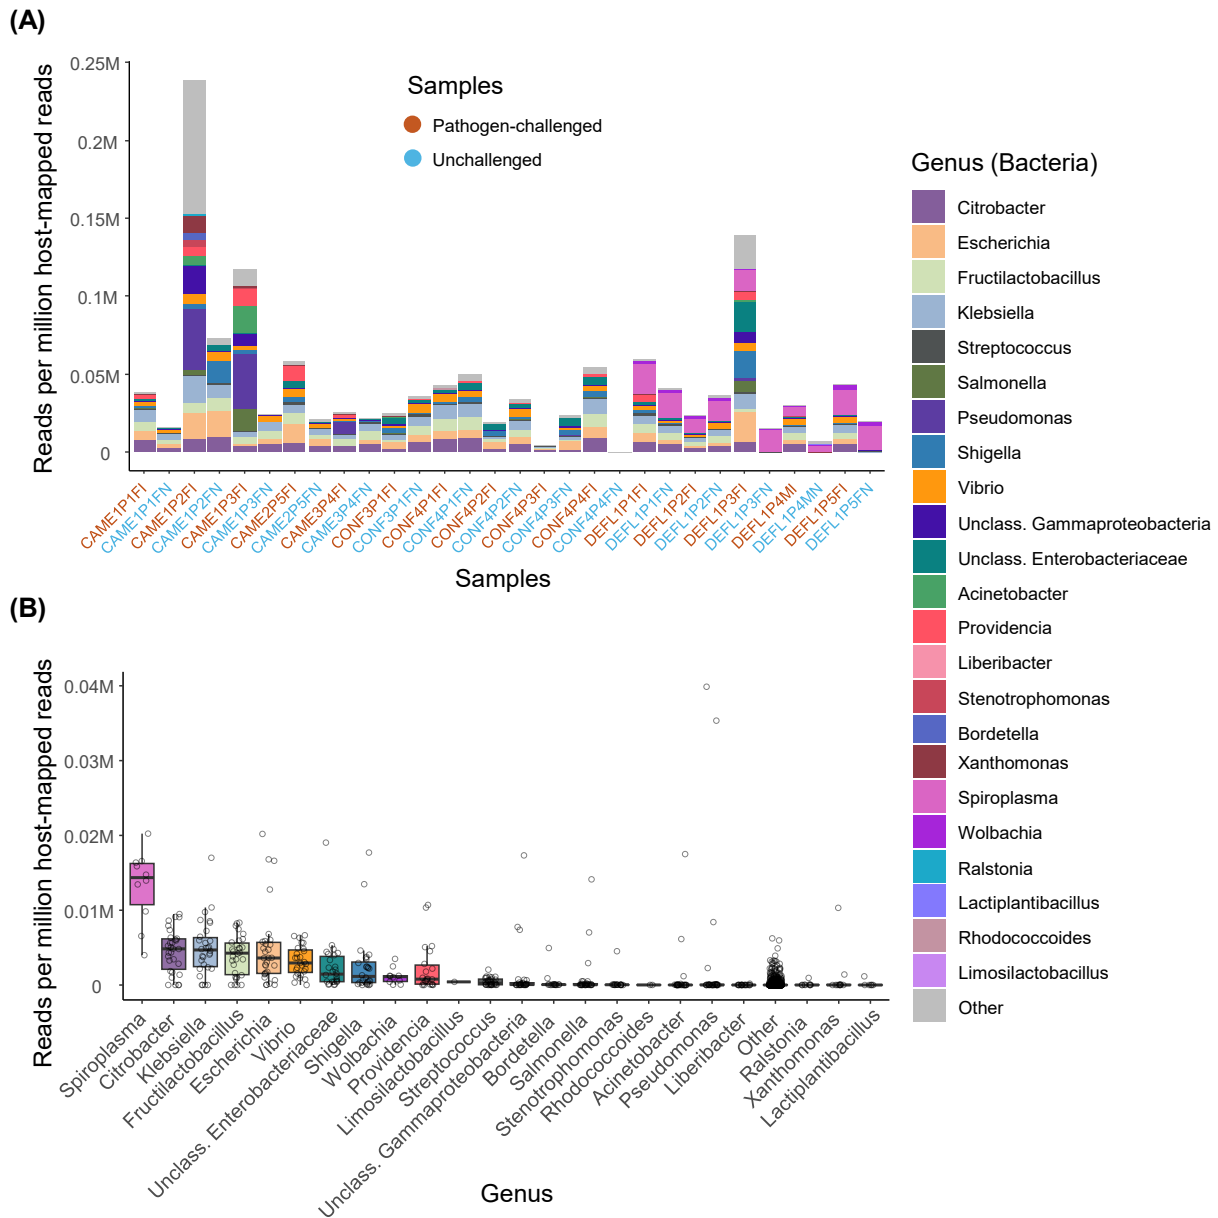 (A)
Reads per million host-mapped reads
0.25M
0.2M
0.15M
0.1M
0.05M
0
Samples
Pathogen-challenged
Unchallenged
CAME1P1FI
CAME1P1FN
CAME1P2FI
CAME1P2FN
CAME1P3FI
CAME1P3FN
CAME2P5FI
CAME2P5FN
CAME3P4FI
CAME3P4FN
CONF3P1FI
CONF3P1FN
CONF4P1FI
CONF4P1FN
CONF4P2FI
CONF4P2FN
CONF4P3FI
CONF4P3FN
CONF4P4FI
CONF4P4FN
DEFL1P1FI
DEFL1P1FN
DEFL1P2FI
DEFL1P2FN
DEFL1P3FI
DEFL1P3FN
DEFL1P4MI
DEFL1P4MN
DEFL1P5FI
DEFL1P5FN
Samples
Genus (Bacteria)
Citrobacter
Escherichia
Fructilactobacillus
Klebsiella
Streptococcus
Salmonella
Pseudomonas
Shigella
Vibrio
Unclass. Gammaproteobacteria
Unclass. Enterobacteriaceae
Acinetobacter
Providencia
Liberibacter
Stenotrophomonas
Bordetella
Xanthomonas
Spiroplasma
Wolbachia
Ralstonia
Lactiplantibacillus
Rhodococcoides
Limosilactobacillus
Other
(B)
Reads per million host-mapped reads
0.04M
0.03M
0.02M
0.01M
0
Spiroplasma
Citrobacter
Klebsiella
Fructilactobacillus
Escherichia
Vibrio
Unclass. Enterobacteriaceae
Shigella
Wolbachia
Providencia
Limosilactobacillus
Streptococcus
Unclass. Gammaproteobacteria
Bordetella
Salmonella
Stenotrophomonas
Rhodococcoides
Acinetobacter
Pseudomonas
Liberibacter
Other
Ralstonia
Xanthomonas
Lactiplantibacillus
Genus